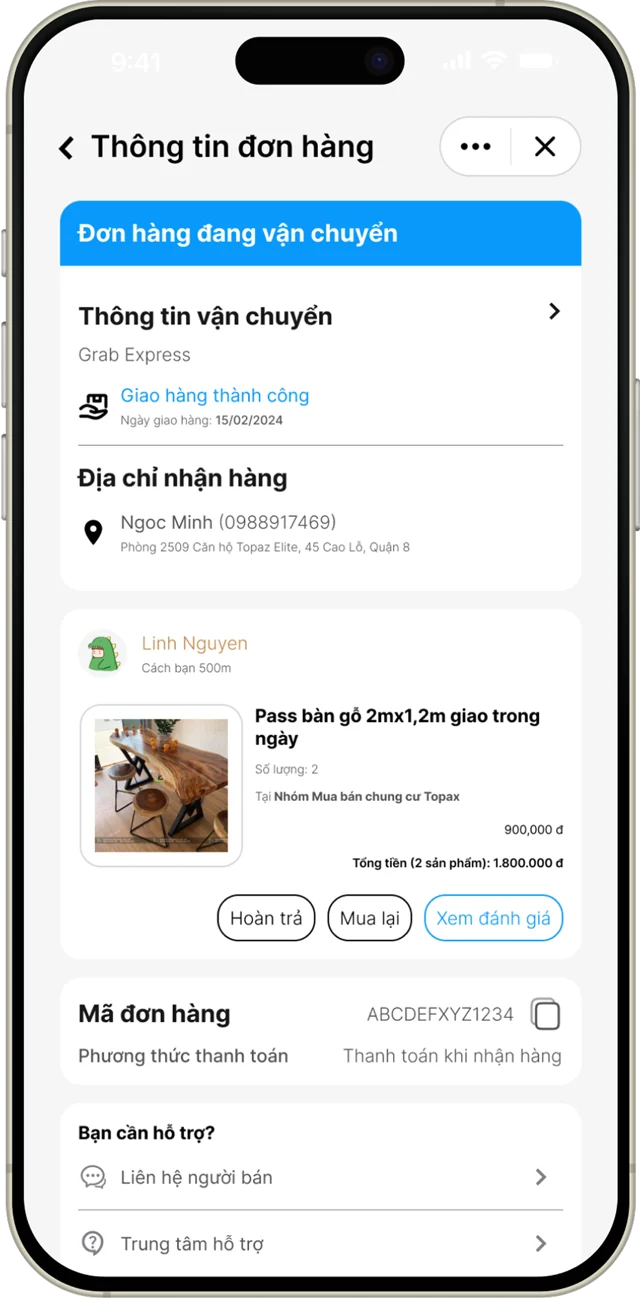 9:41
Thông tin đơn hàng
Đơn hàng đang vận chuyển
Thông tin vận chuyển
Grab Express
Giao hàng thành công
Ngày giao hàng: 15/02/2024
Địa chỉ nhận hàng
Ngoc Minh (0988917469)
Phòng 2509 Căn hộ Topaz Elite, 45 Cao Lỗ, Quận 8
Linh Nguyen
Cách bạn 500m
Pass bàn gỗ 2mx1,2m giao trong
ngày
Số lượng: 2
Tại Nhóm Mua bán chung cư Topax
900,000 đ
Tổng tiền (2 sản phẩm): 1.800.000 đ
Hoàn trả
Mua lại
Xem đánh giá
Mã đơn hàng
ABCDEFXYZ1234
Phương thức thanh toán
Thanh toán khi nhận hàng
Bạn cần hỗ trợ?
Liên hệ người bán
Trung tâm hỗ trợ